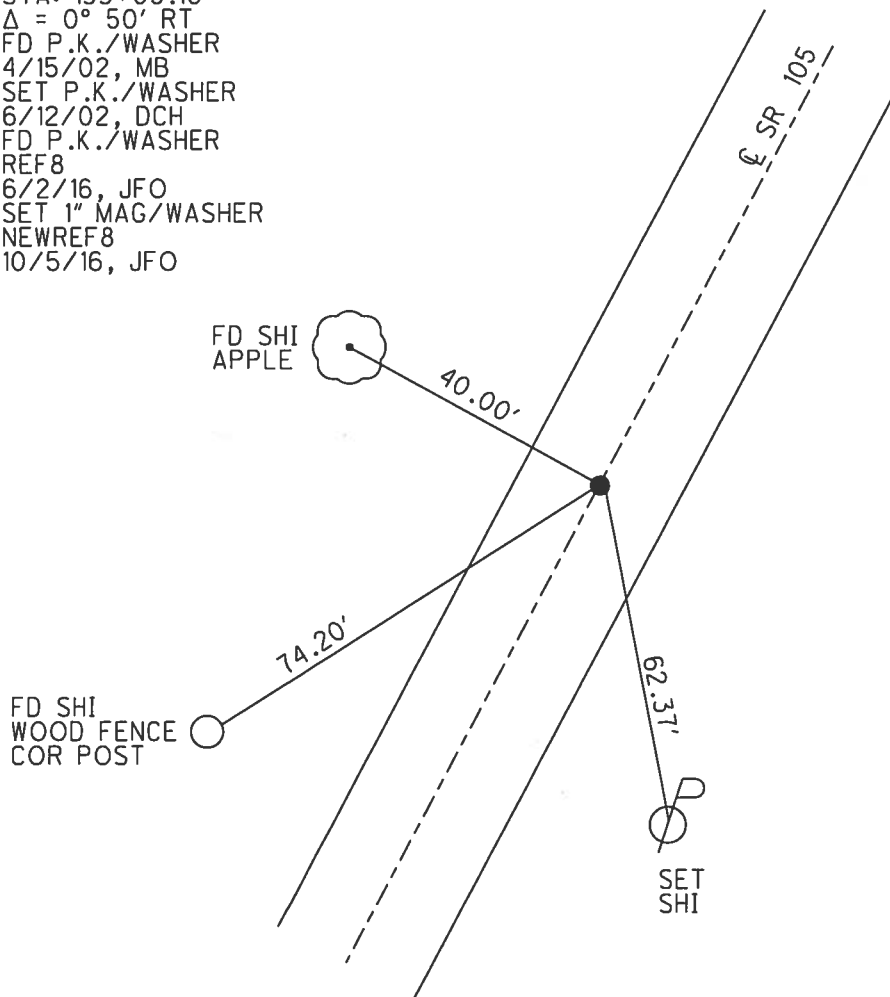 Δ = 0° 50' RT
FD P.K./WASHER
4/15/02, MB
SET P.K./WASHER
6/12/02, DCH
FD P.K./WASHER
REF8
6/2/16, JFO
SET 1" MAG/WASHER
NEWREF8
10/5/16, JFO
℄ SR 105
FD SHI
APPLE
40.00'
74.20'
FD SHI
WOOD FENCE
COR POST
62.37'
P
SET
SHI